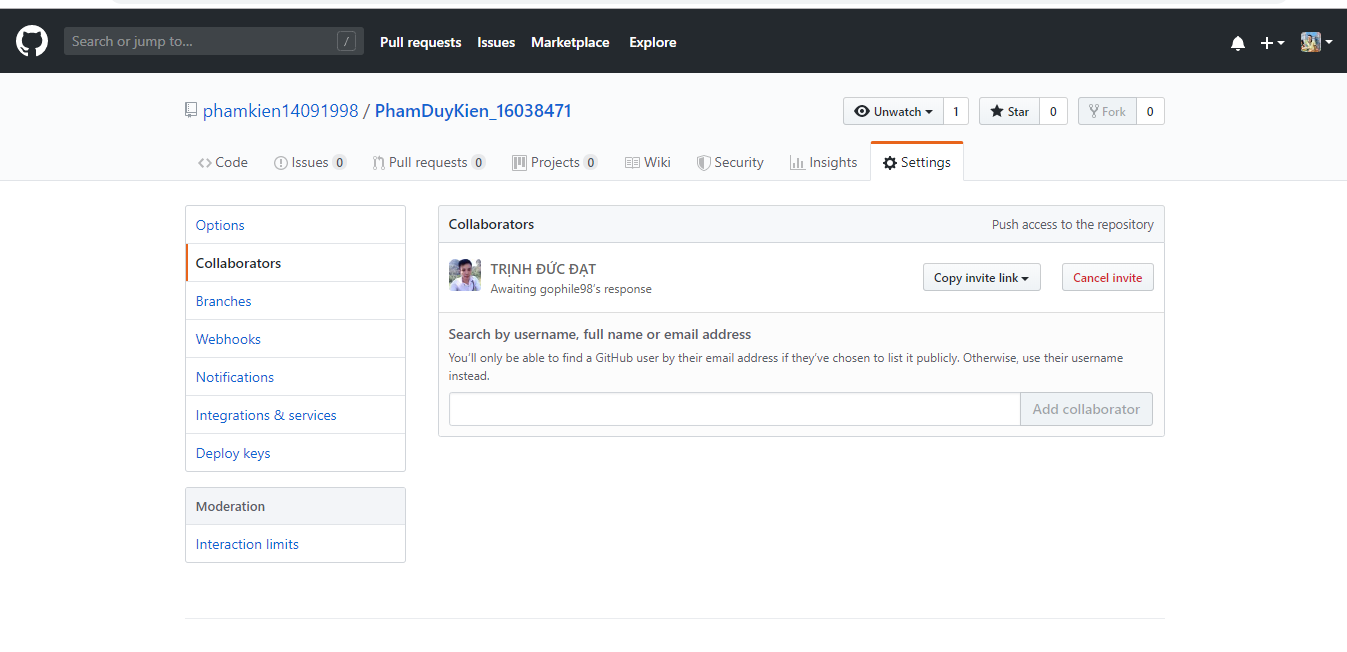 Search or jump to... / Pull requests Issues Marketplace Explore
phamkien14091998 / PhamDuyKien_16038471 Unwatch 1 Star 0 Fork 0
Code Issues 0 Pull requests 0 Projects 0 Wiki Security Insights Settings
Options
Collaborators
Branches
Webhooks
Notifications
Integrations & services
Deploy keys
Moderation
Interaction limits
Collaborators Push access to the repository
TRỊNH ĐỨC ĐẠT
Awaiting gophile98's response
Copy invite link Cancel invite
Search by username, full name or email address
You'll only be able to find a GitHub user by their email address if they've chosen to list it publicly. Otherwise, use their username
instead.
Add collaborator